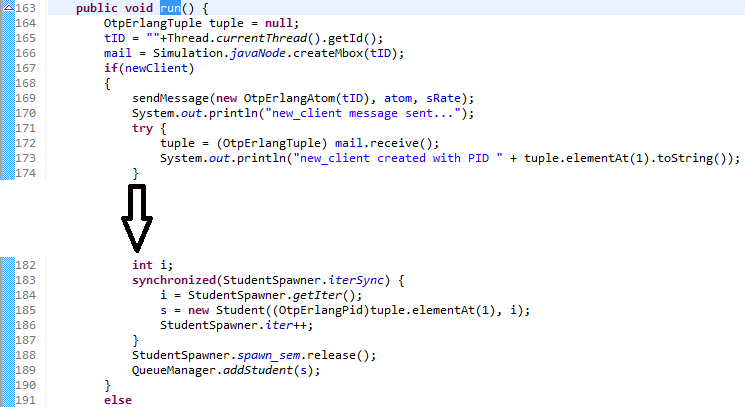 163 public void run() {
164 OtpErlangTuple tuple = null;
165 tID = ""+Thread.currentThread().getId();
166 mail = Simulation.javaNode.createMbox(tID);
167 if(newClient)
168 {
169 sendMessage(new OtpErlangAtom(tID), atom, sRate);
170 System.out.println("new_client message sent...");
171 try {
172 tuple = (OtpErlangTuple) mail.receive();
173 System.out.println("new_client created with PID " + tuple.elementAt(1).toString());
174 }
182 int i;
183 synchronized(StudentSpawner.iterSync) {
184 i = StudentSpawner.getIter();
185 s = new Student((OtpErlangPid)tuple.elementAt(1), i);
186 StudentSpawner.iter++;
187 }
188 StudentSpawner.spawn_sem.release();
189 QueueManager.addStudent(s);
190 }
191 else